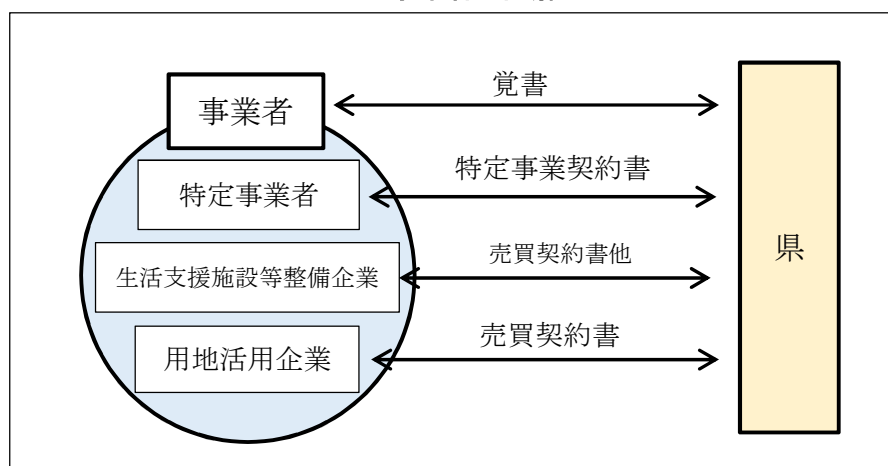 事業者
覚書
特定事業者
特定事業契約書
生活支援施設等整備企業
売買契約書他
用地活用企業
売買契約書
県